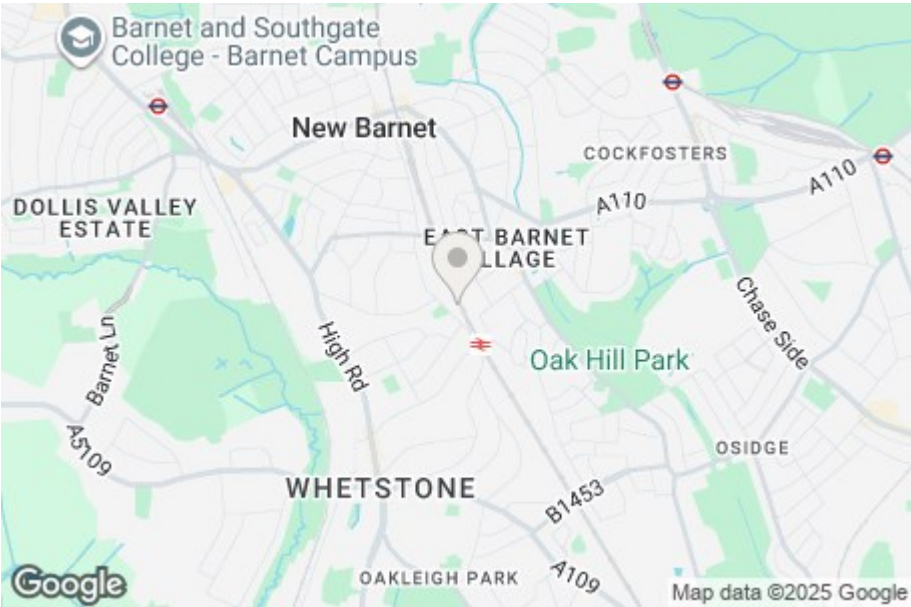 Barnet and Southgate
College - Barnet Campus
New Barnet
COCKFOSTERS
A110
A110
DOLLIS VALLEY
ESTATE
EAST BARNET
LLAGE
Barnet Ln
High Rd
Chase Side
Oak Hill Park
A5109
OSIDGE
WHETSTONE
B1453
OAKLEIGH PARK
A109
Google
Map data ©2025 Google